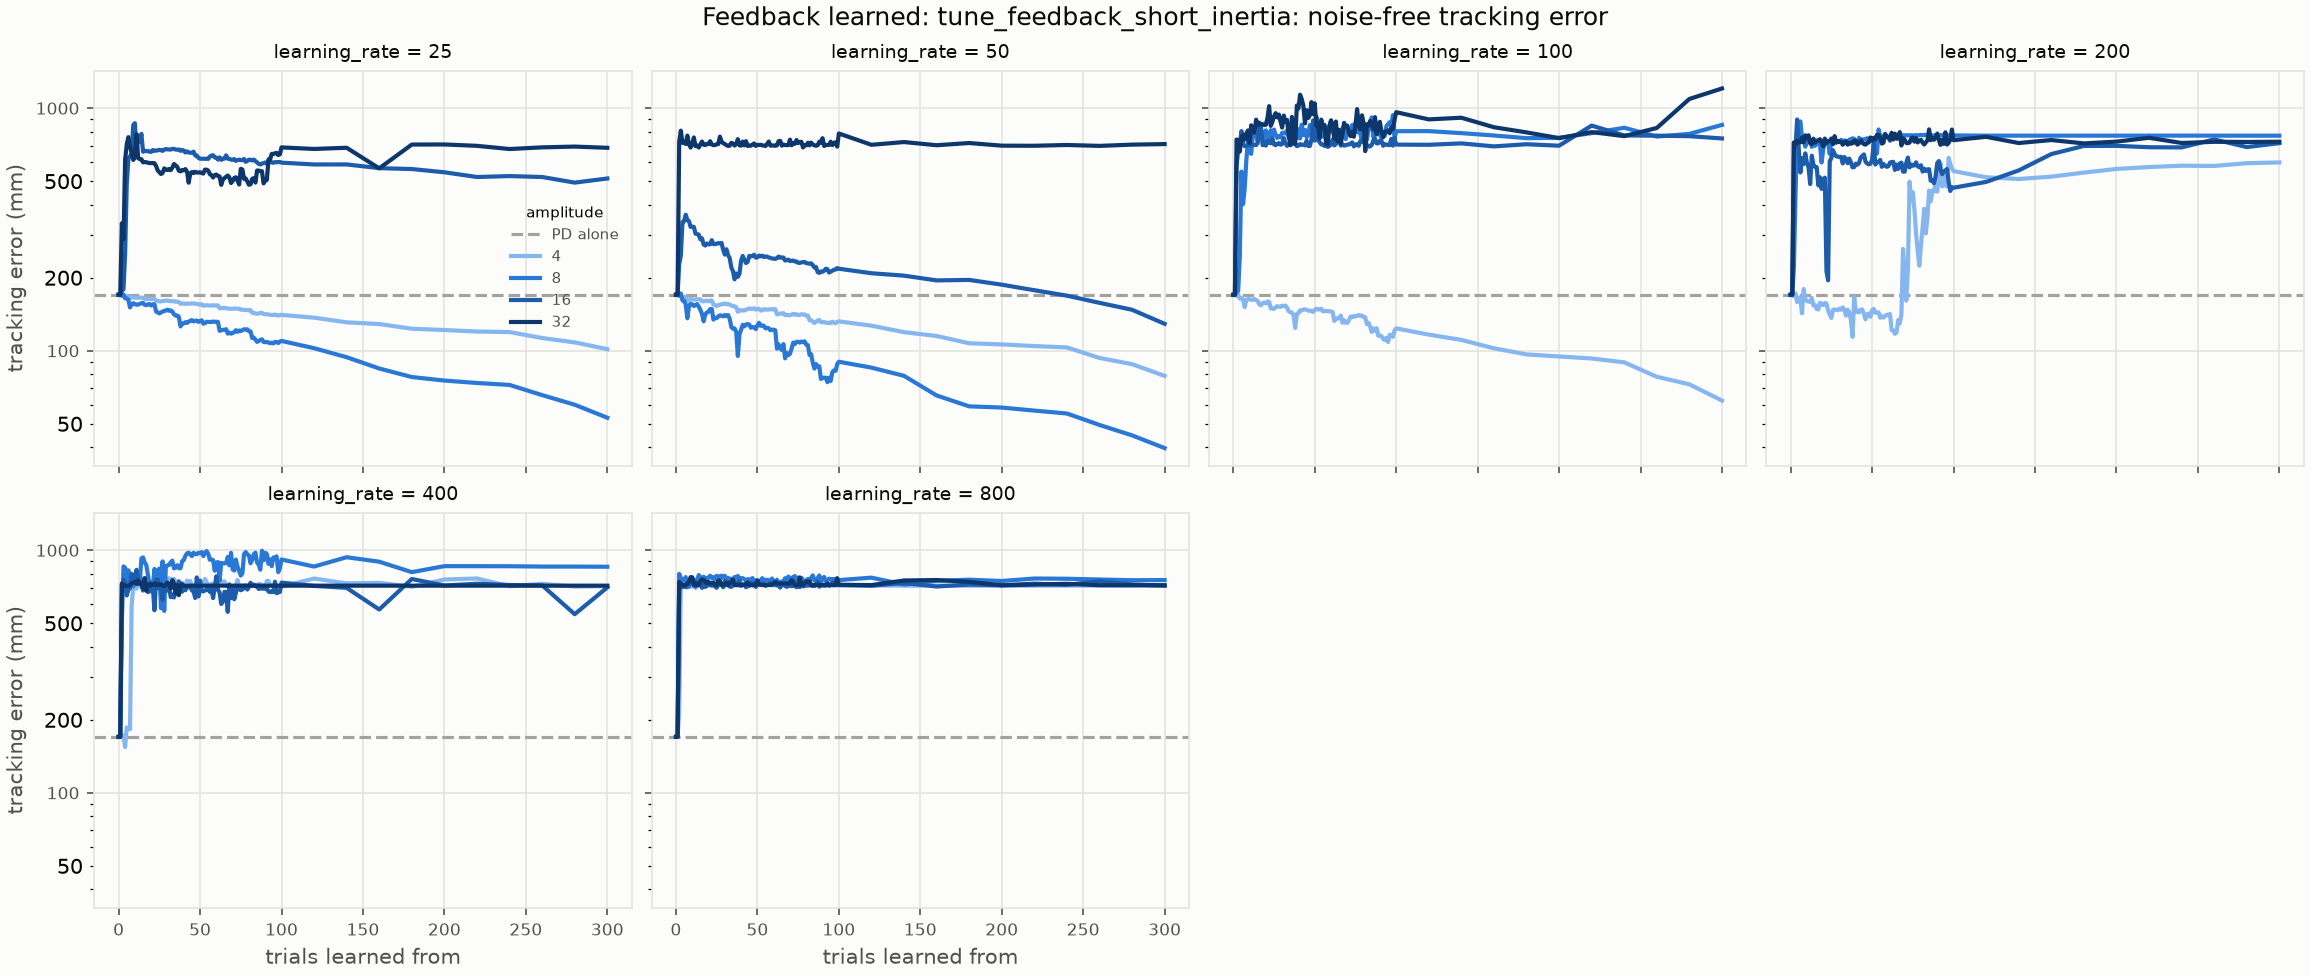 Feedback learned: tune_feedback_short_inertia: noise-free tracking error
learning_rate = 25
learning_rate = 50
learning_rate = 100
learning_rate = 200
tracking error (mm)
1000
500
200
100
50
amplitude
PD alone
4
8
16
32
learning_rate = 400
learning_rate = 800
tracking error (mm)
1000
500
200
100
50
0 50 100 150 200 250 300
0 50 100 150 200 250 300
trials learned from
trials learned from